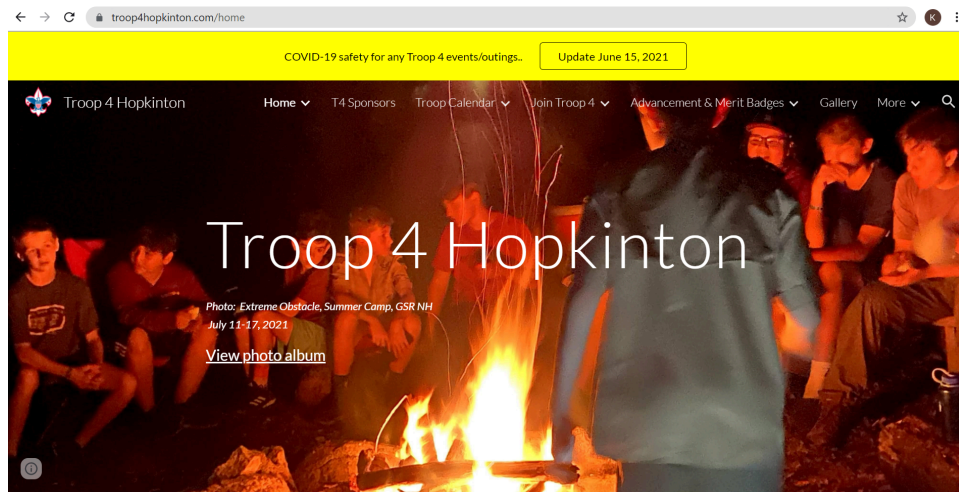 troop4hopkinton.com/home
K
COVID-19 safety for any Troop 4 events/outings.. Update June 15, 2021
Troop 4 Hopkinton Home T4 Sponsors Troop Calendar Join Troop 4 Advancement & Merit Badges Gallery More
Troop 4 Hopkinton
Photo: Extreme Obstacle, Summer Camp, GSR NH
July 11-17, 2021
View photo album